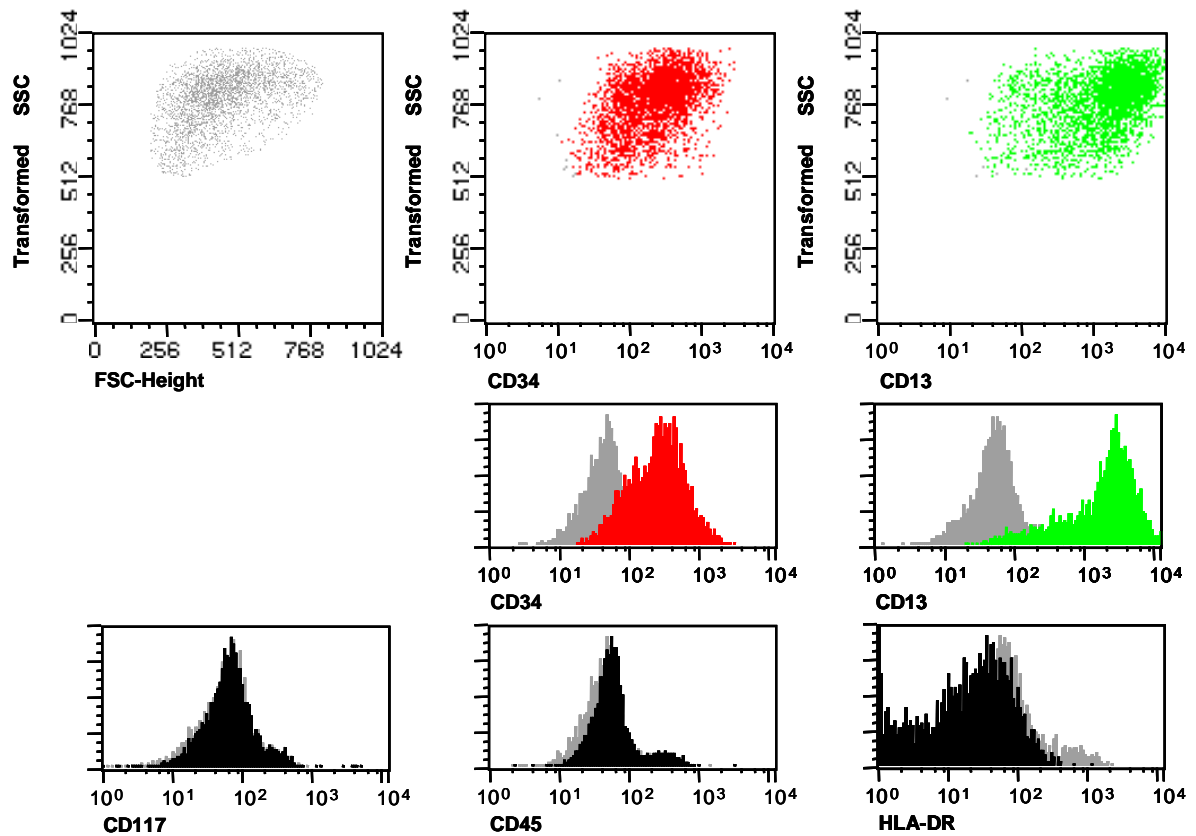 Transformed SSC
1024
768
512
256
0
0 256 512 768 1024
FSC-Height
Transformed SSC
1024
768
512
256
0
10⁰ 10¹ 10² 10³ 10⁴
CD34
Transformed SSC
1024
768
512
256
0
10⁰ 10¹ 10² 10³ 10⁴
CD13
10⁰ 10¹ 10² 10³ 10⁴
CD34
10⁰ 10¹ 10² 10³ 10⁴
CD13
10⁰ 10¹ 10² 10³ 10⁴
CD117
10⁰ 10¹ 10² 10³ 10⁴
CD45
10⁰ 10¹ 10² 10³ 10⁴
HLA-DR